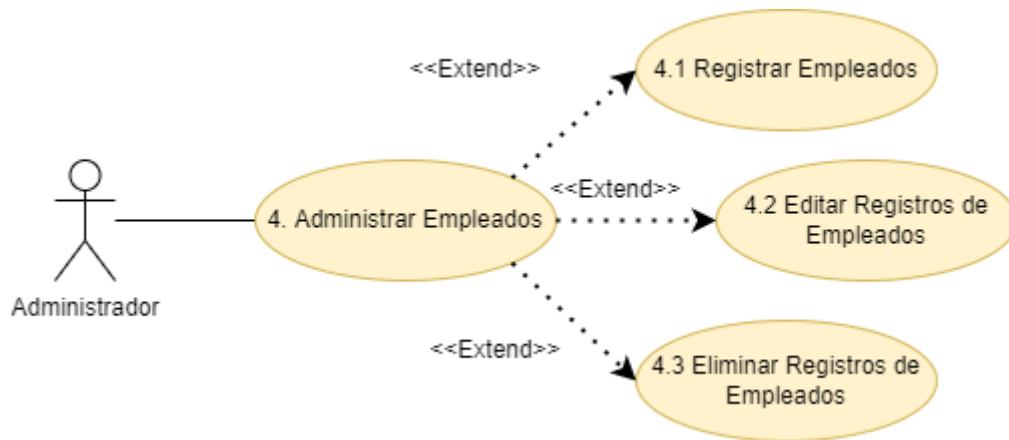 <<Extend>>
4.1 Registrar Empleados
<<Extend>>
4. Administrar Empleados
4.2 Editar Registros de
Empleados
Administrador
<<Extend>>
4.3 Eliminar Registros de
Empleados